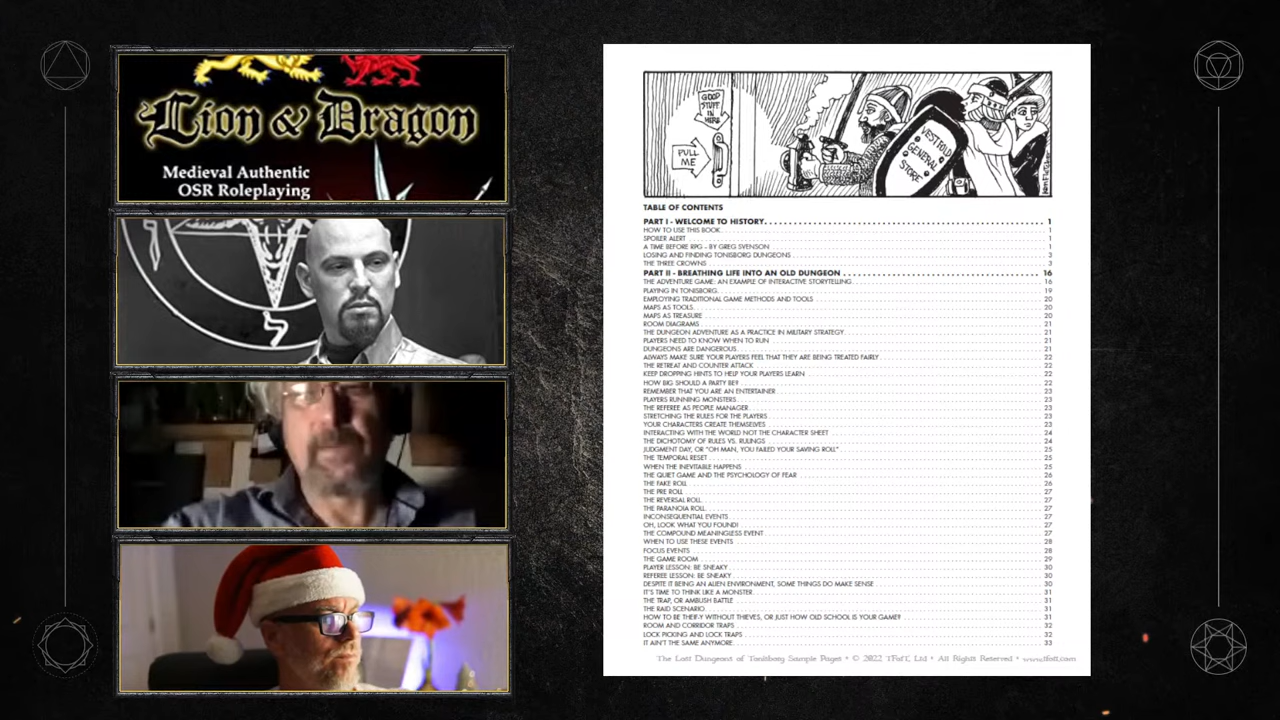 Lion & Dragon
Medieval Authentic
OSR Roleplaying
GOOD
STUFF
IN
HERE
PULL
ME
VESTFOLD
GENERAL
STORE
TABLE OF CONTENTS
PART I - WELCOME TO HISTORY 1
HOW TO USE THIS BOOK 1
SPOILER ALERT 1
A TIME BEFORE RPG - BY GREG SVENSON 1
LOSING AND FINDING TONISBORG DUNGEONS 3
THE THREE CROWNS 3
PART II - BREATHING LIFE INTO AN OLD DUNGEON 16
THE ADVENTURE GAME: AN EXAMPLE OF INTERACTIVE STORYTELLING 16
PLAYING IN TONISBORG 19
EMPLOYING TRADITIONAL GAME METHODS AND TOOLS 20
MAPS AS TOOLS 20
MAPS AS TREASURE 20
ROOM DIAGRAMS 21
THE DUNGEON ADVENTURE AS A PRACTICE IN MILITARY STRATEGY 21
PLAYERS NEED TO KNOW WHEN TO RUN 21
DUNGEONS ARE DANGEROUS 21
ALWAYS MAKE SURE YOUR PLAYERS FEEL THAT THEY ARE BEING TREATED FAIRLY 22
THE RETREAT AND COUNTER ATTACK 22
KEEP DROPPING HINTS TO HELP YOUR PLAYERS LEARN 22
HOW BIG SHOULD A PARTY BE? 22
REMEMBER THAT YOU ARE AN ENTERTAINER 23
PLAYERS RUNNING MONSTERS 23
THE REFEREE AS PEOPLE MANAGER 23
STRETCHING THE RULES FOR THE PLAYERS 23
YOUR CHARACTERS CREATE THEMSELVES 23
INTERACTING WITH THE WORLD NOT THE CHARACTER SHEET 24
THE DICHOTOMY OF RULES VS. RULINGS 24
JUDGMENT DAY, OR "OH MAN, YOU FAILED YOUR SAVING ROLL" 25
THE TEMPORAL RESET 25
WHEN THE INEVITABLE HAPPENS 25
THE QUIET GAME AND THE PSYCHOLOGY OF FEAR 26
THE FAKE ROLL 26
THE PRE ROLL 27
THE REVERSAL ROLL 27
THE PARANOIA ROLL 27
INCONSEQUENTIAL EVENTS 27
OH, LOOK WHAT YOU FOUND! 27
THE COMPOUND MEANINGLESS EVENT 27
WHEN TO USE THESE EVENTS 28
FOCUS EVENTS 28
THE GAME ROOM 29
PLAYER LESSON: BE SNEAKY 30
REFEREE LESSON: BE SNEAKY 30
DESPITE IT BEING AN ALIEN ENVIRONMENT, SOME THINGS DO MAKE SENSE 30
IT'S TIME TO THINK LIKE A MONSTER 31
THE TRAP, OR AMBUSH BATTLE 31
THE RAID SCENARIO 31
HOW TO BE THEIF-Y WITHOUT THIEVES, OR JUST HOW OLD SCHOOL IS YOUR GAME? 31
ROOM AND CORRIDOR TRAPS 32
LOCK PICKING AND LOCK TRAPS 32
IT AIN'T THE SAME ANYMORE 33
The Lost Dungeons of Tonisborg Sample Pages • © 2022 TFott, Ltd • All Rights Reserved • www.tfott.com